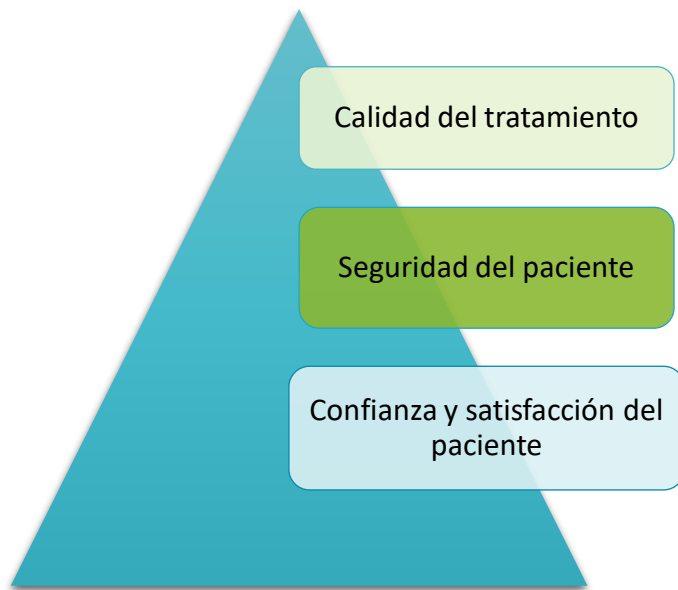 Calidad del tratamiento
Seguridad del paciente
Confianza y satisfacción del
paciente